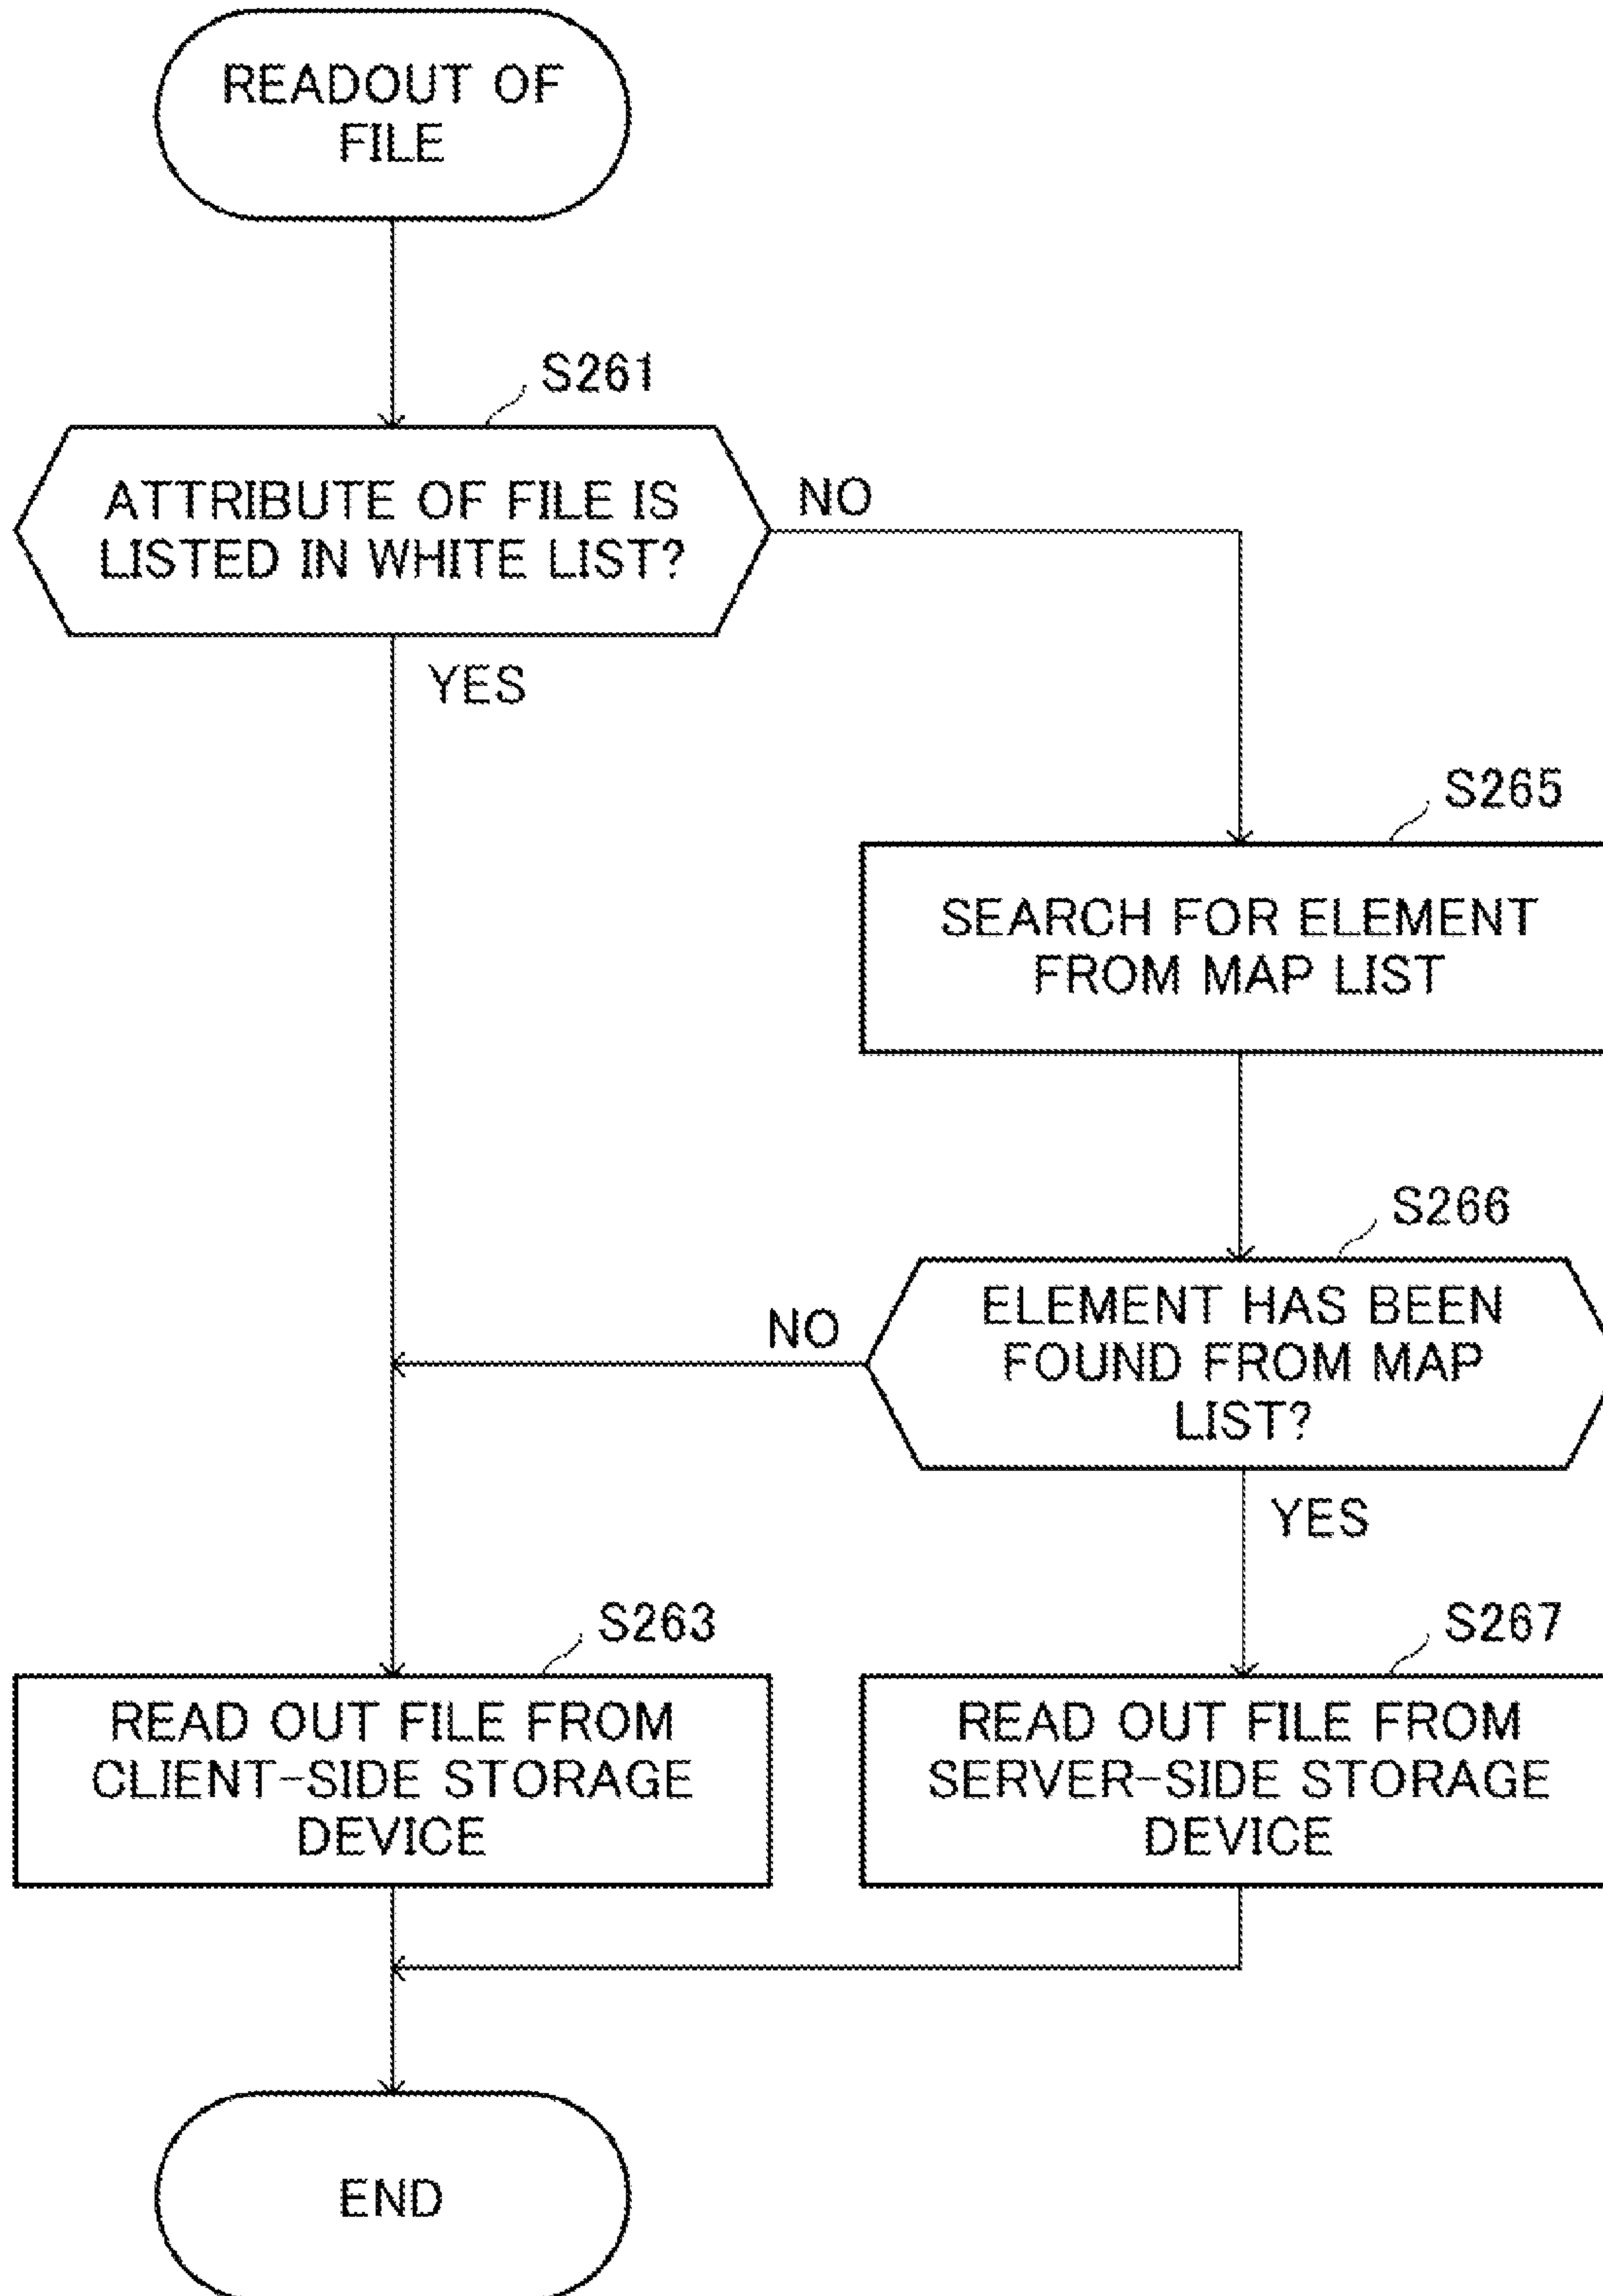 READOUT OF
FILE
S261
ATTRIBUTE OF FILE IS
LISTED IN WHITE LIST?
NO
YES
S265
SEARCH FOR ELEMENT
FROM MAP LIST
S266
ELEMENT HAS BEEN
FOUND FROM MAP
LIST?
NO
YES
S263
READ OUT FILE FROM
CLIENT-SIDE STORAGE
DEVICE
S267
READ OUT FILE FROM
SERVER-SIDE STORAGE
DEVICE
END